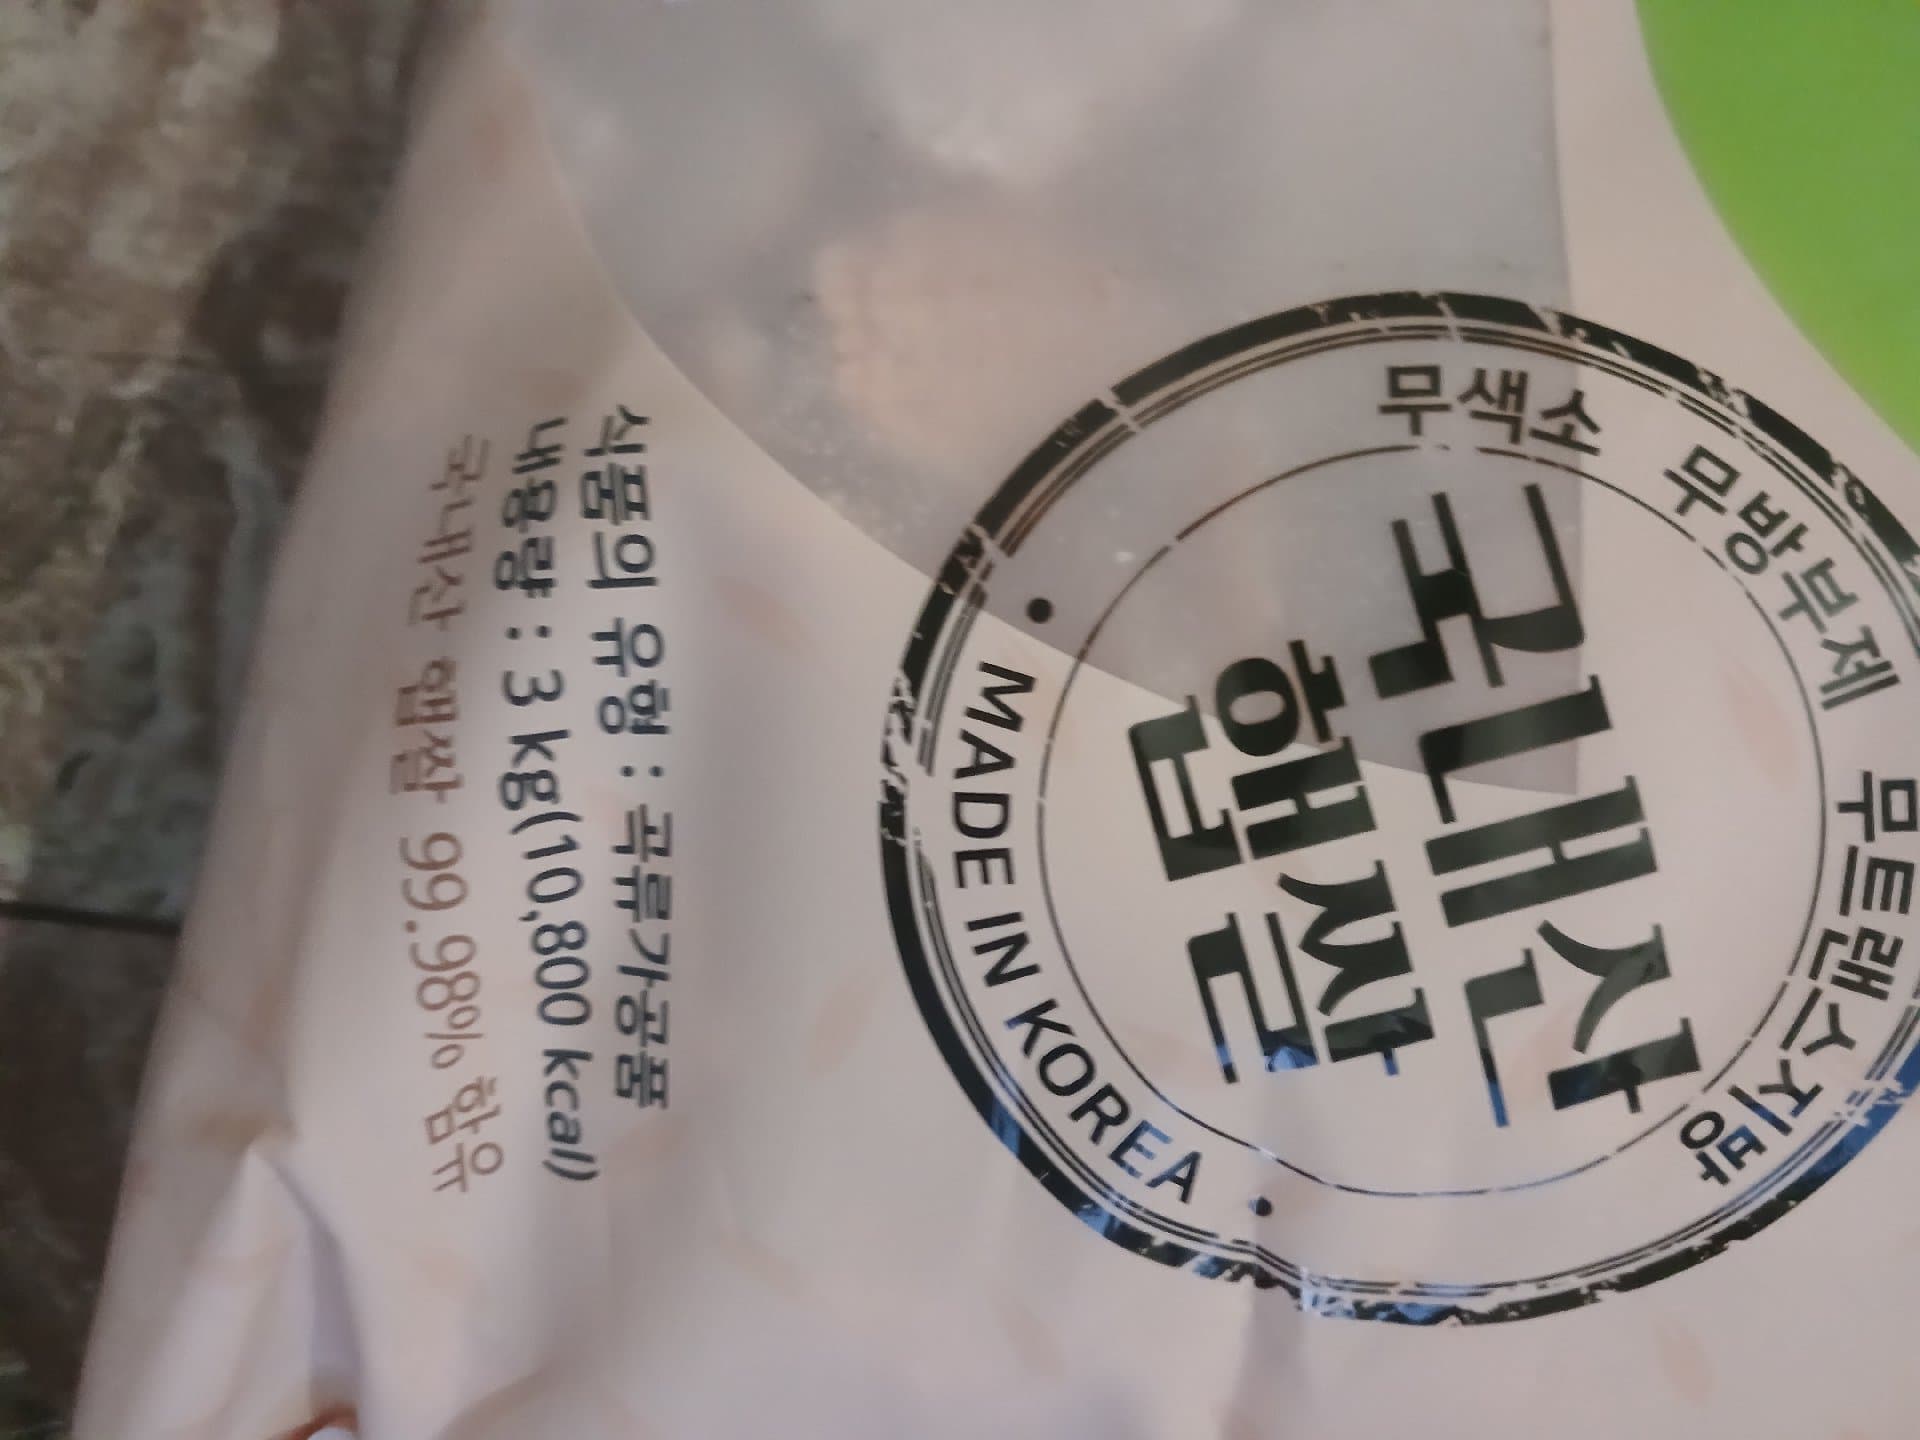 무색소 무방부제 무트랜스지방
국내산
햅쌀
MADE IN KOREA
식품의 유형 : 곡류가공품
내용량 : 3 kg(10,800 kcal)
국내산 햅쌀 99.98% 함유